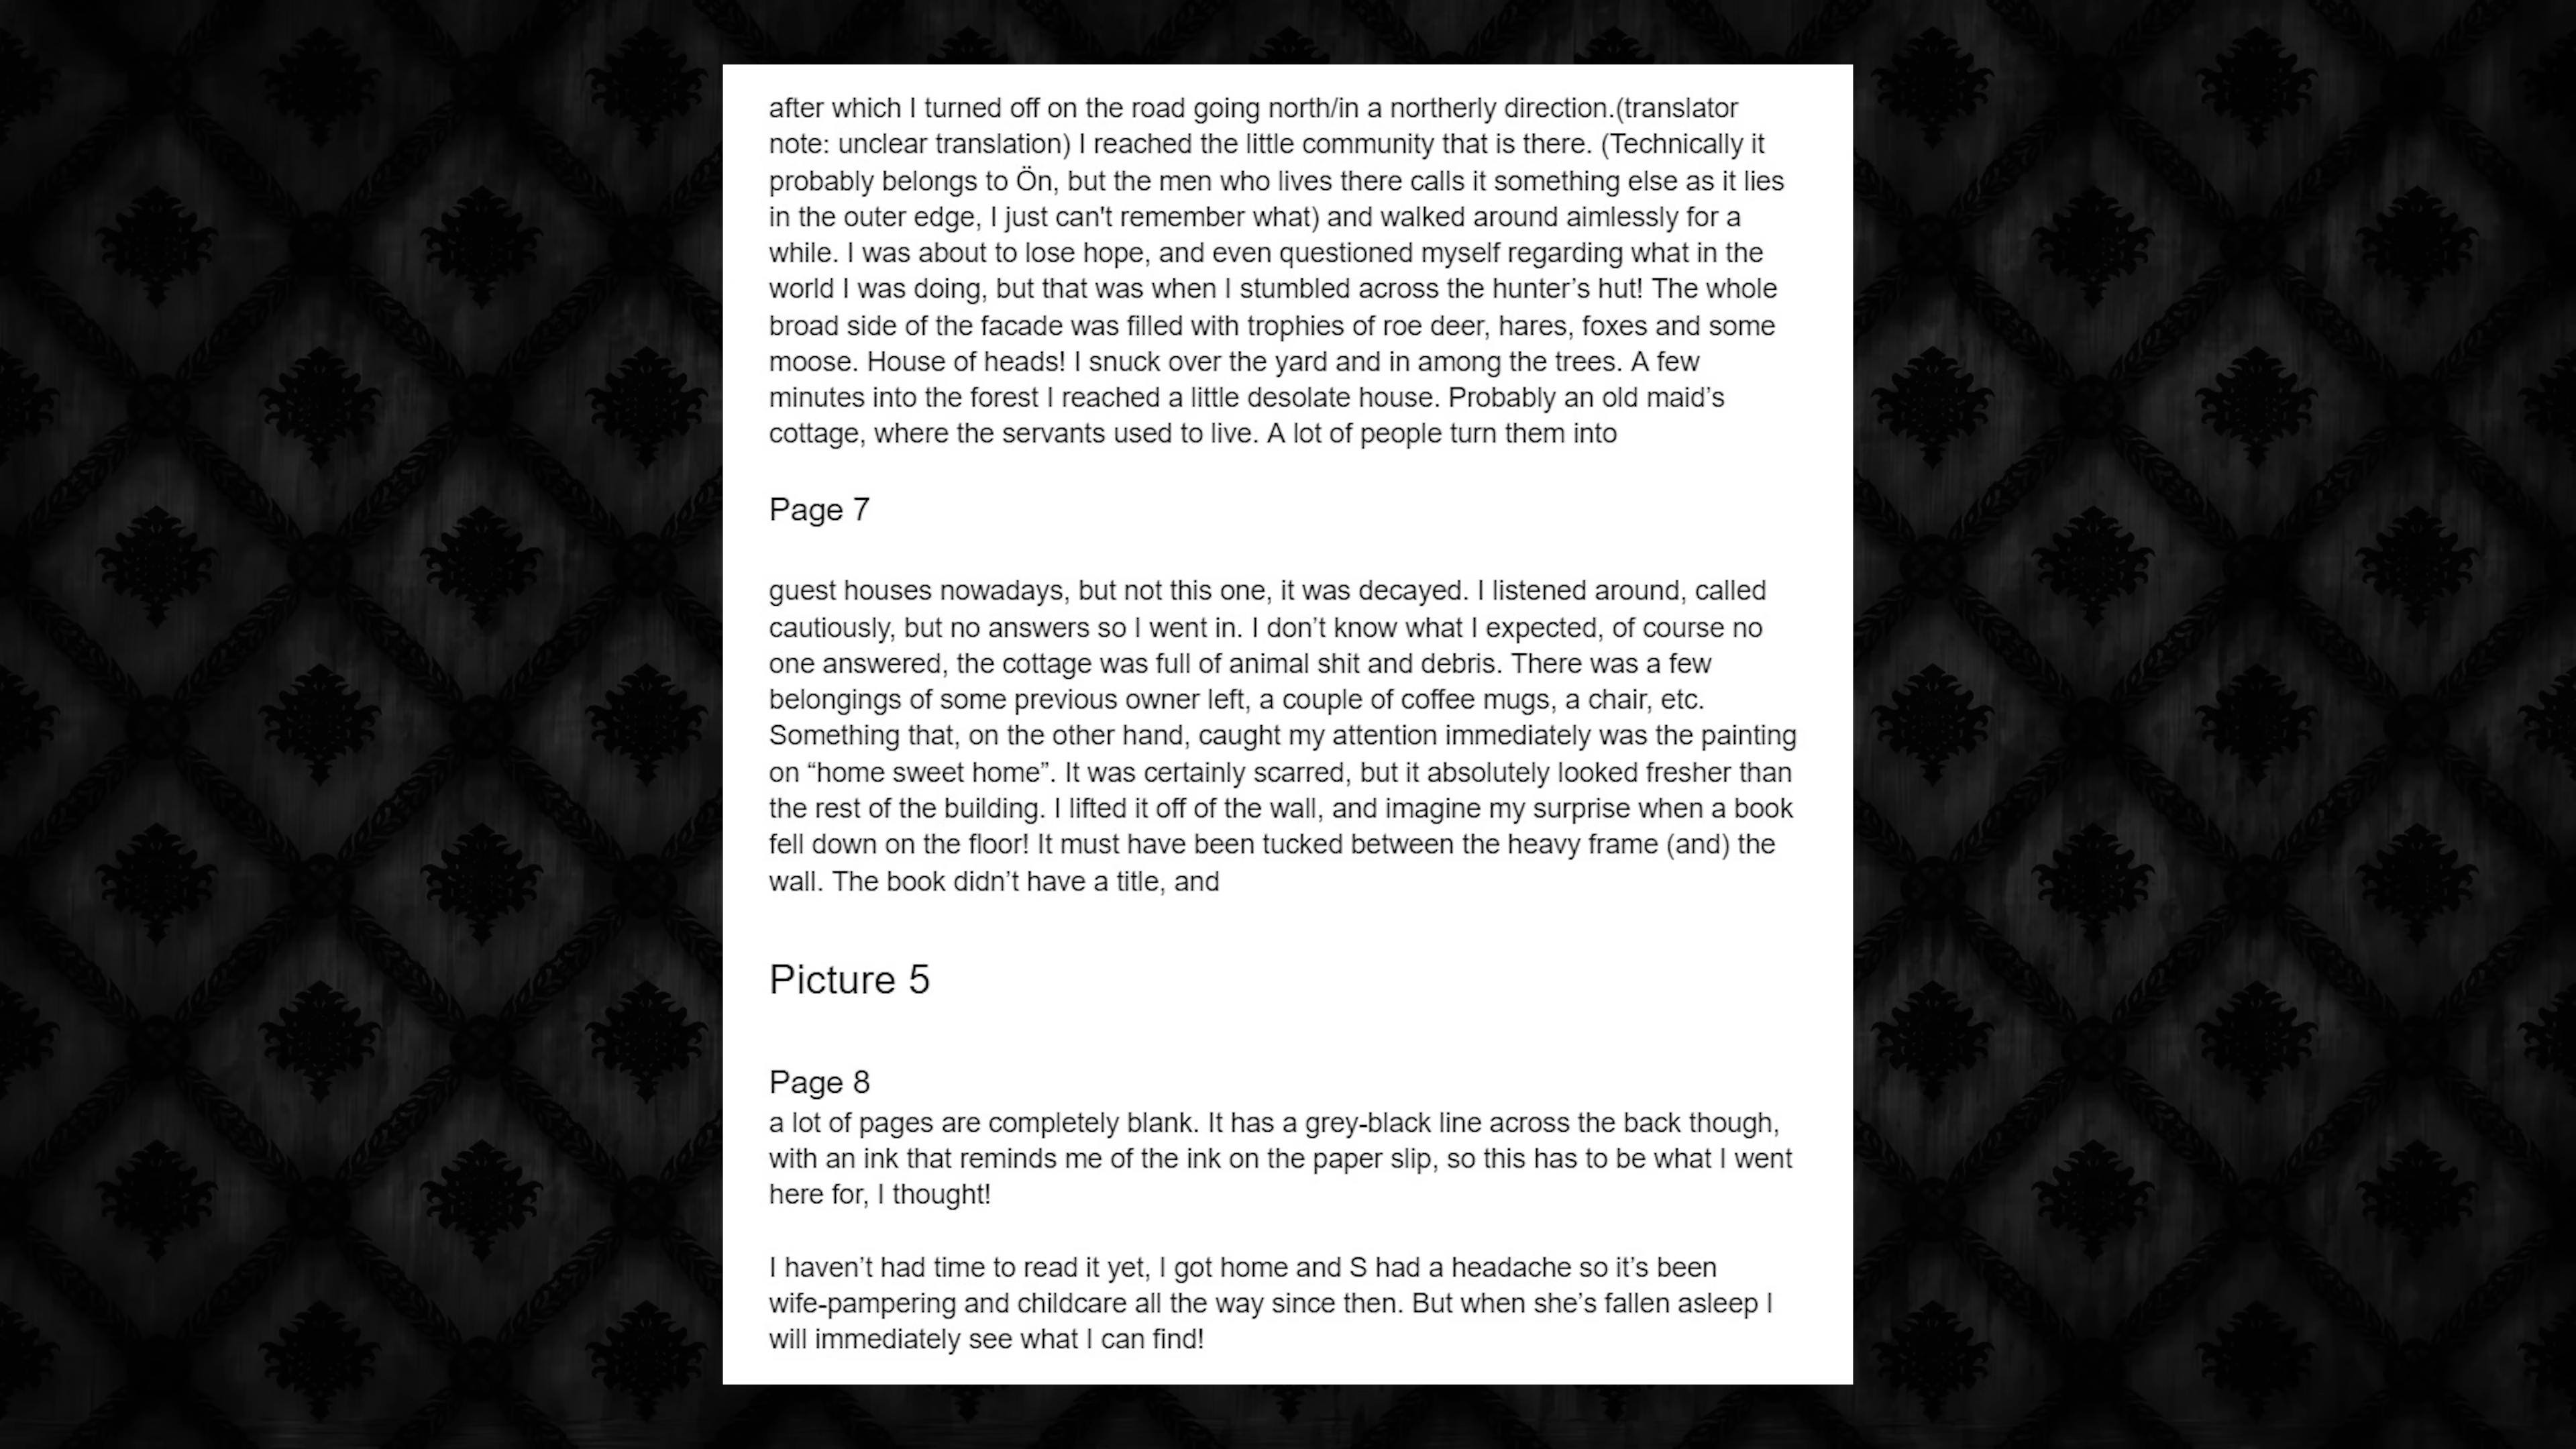 after which I turned off on the road going north/in a northerly direction.(translator
note: unclear translation) I reached the little community that is there. (Technically it
probably belongs to Ön, but the men who lives there calls it something else as it lies
in the outer edge, I just can't remember what) and walked around aimlessly for a
while. I was about to lose hope, and even questioned myself regarding what in the
world I was doing, but that was when I stumbled across the hunter’s hut! The whole
broad side of the facade was filled with trophies of roe deer, hares, foxes and some
moose. House of heads! I snuck over the yard and in among the trees. A few
minutes into the forest I reached a little desolate house. Probably an old maid’s
cottage, where the servants used to live. A lot of people turn them into
Page 7
guest houses nowadays, but not this one, it was decayed. I listened around, called
cautiously, but no answers so I went in. I don’t know what I expected, of course no
one answered, the cottage was full of animal shit and debris. There was a few
belongings of some previous owner left, a couple of coffee mugs, a chair, etc.
Something that, on the other hand, caught my attention immediately was the painting
on “home sweet home”. It was certainly scarred, but it absolutely looked fresher than
the rest of the building. I lifted it off of the wall, and imagine my surprise when a book
fell down on the floor! It must have been tucked between the heavy frame (and) the
wall. The book didn’t have a title, and
Picture 5
Page 8
a lot of pages are completely blank. It has a grey-black line across the back though,
with an ink that reminds me of the ink on the paper slip, so this has to be what I went
here for, I thought!
I haven’t had time to read it yet, I got home and S had a headache so it’s been
wife-pampering and childcare all the way since then. But when she’s fallen asleep I
will immediately see what I can find!